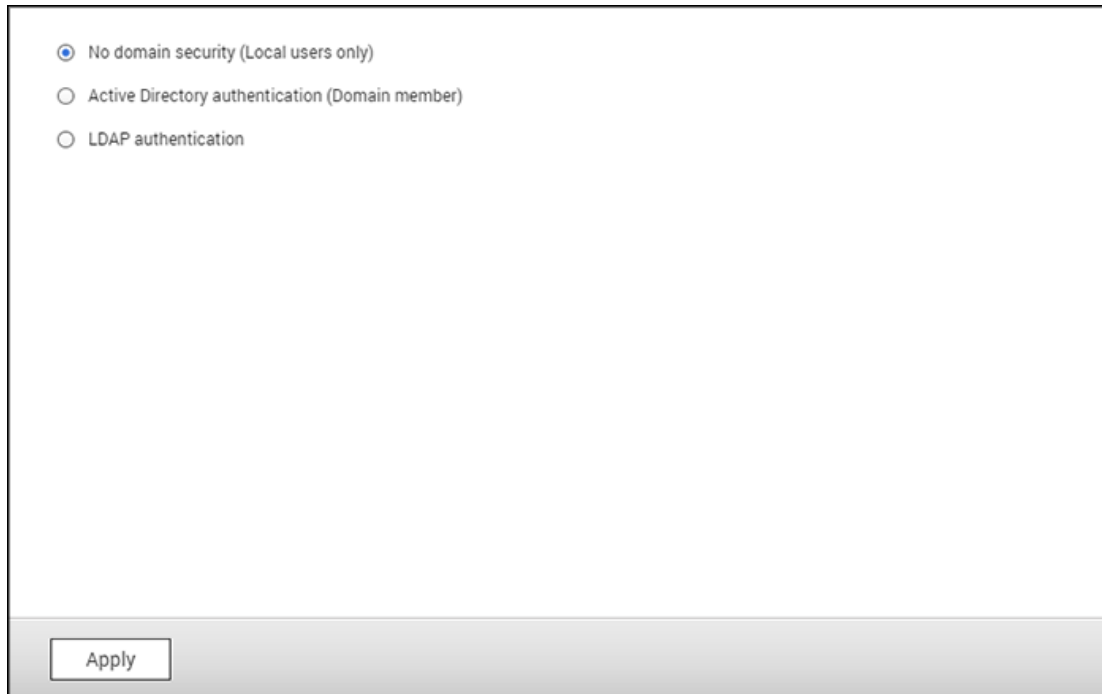 No domain security (Local users only)
Active Directory authentication (Domain member)
LDAP authentication
Apply